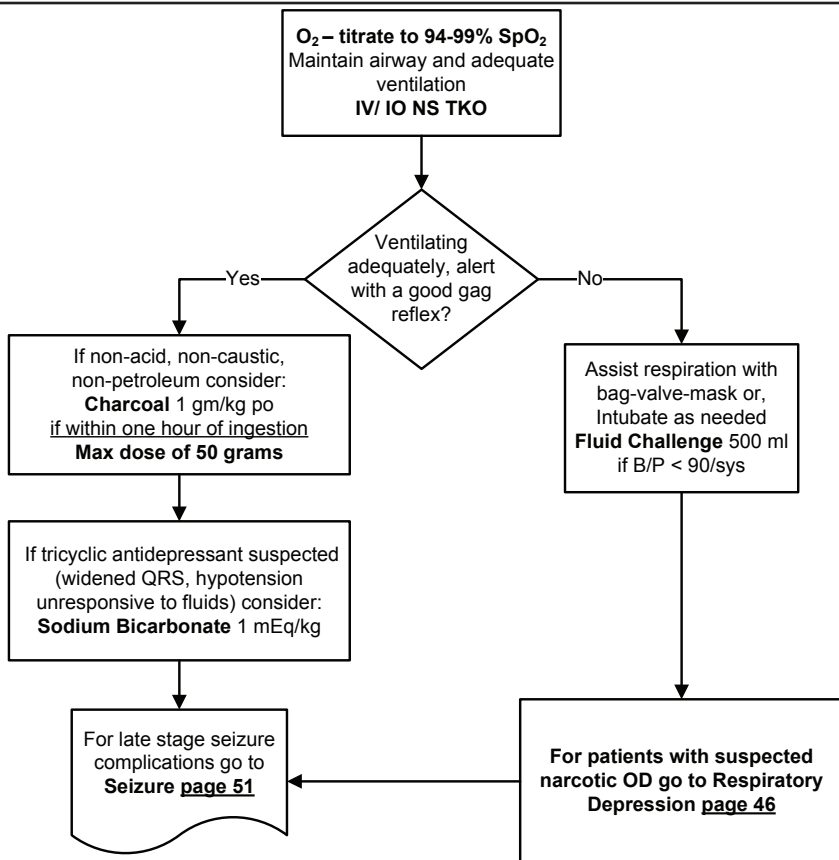 O₂ – titrate to 94-99% SpO₂
Maintain airway and adequate
ventilation
IV/ IO NS TKO
Ventilating
adequately, alert
with a good gag
reflex?
Yes
No
If non-acid, non-caustic,
non-petroleum consider:
Charcoal 1 gm/kg po
if within one hour of ingestion
Max dose of 50 grams
Assist respiration with
bag-valve-mask or,
Intubate as needed
Fluid Challenge 500 ml
if B/P < 90/sys
If tricyclic antidepressant suspected
(widened QRS, hypotension
unresponsive to fluids) consider:
Sodium Bicarbonate 1 mEq/kg
For late stage seizure
complications go to
Seizure page 51
For patients with suspected
narcotic OD go to Respiratory
Depression page 46